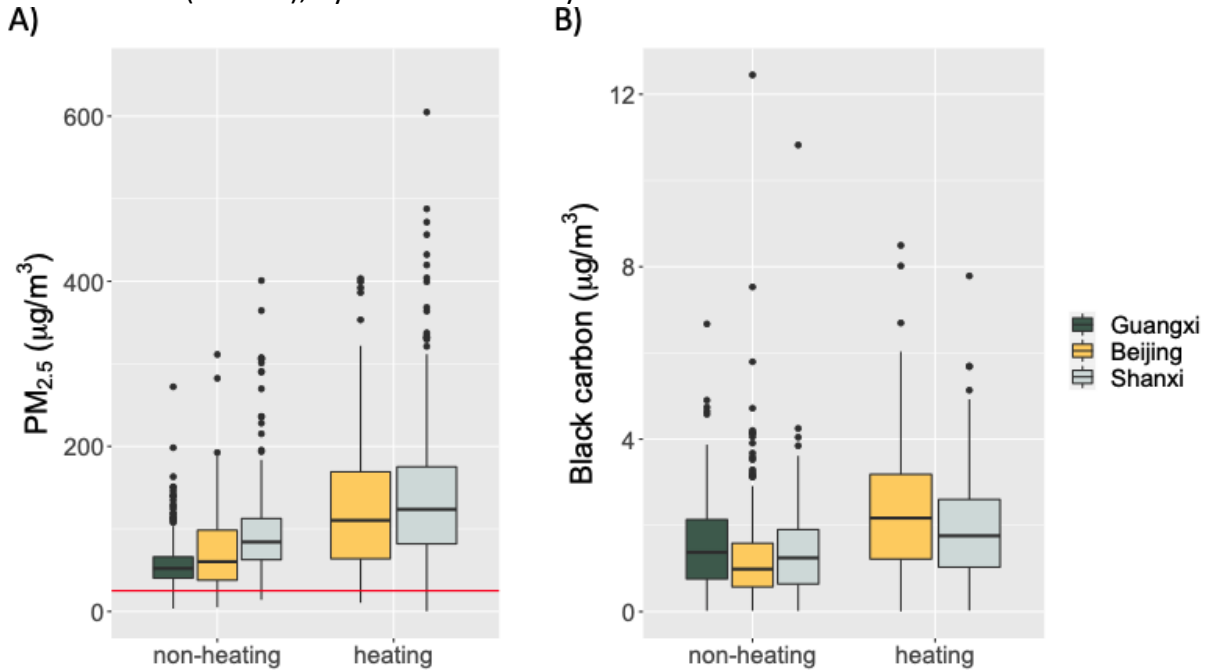 A)
B)
600
400
200
0
PM2.5 (μg/m3)
non-heating
heating
12
8
4
0
Black carbon (μg/m3)
non-heating
heating
Guangxi
Beijing
Shanxi